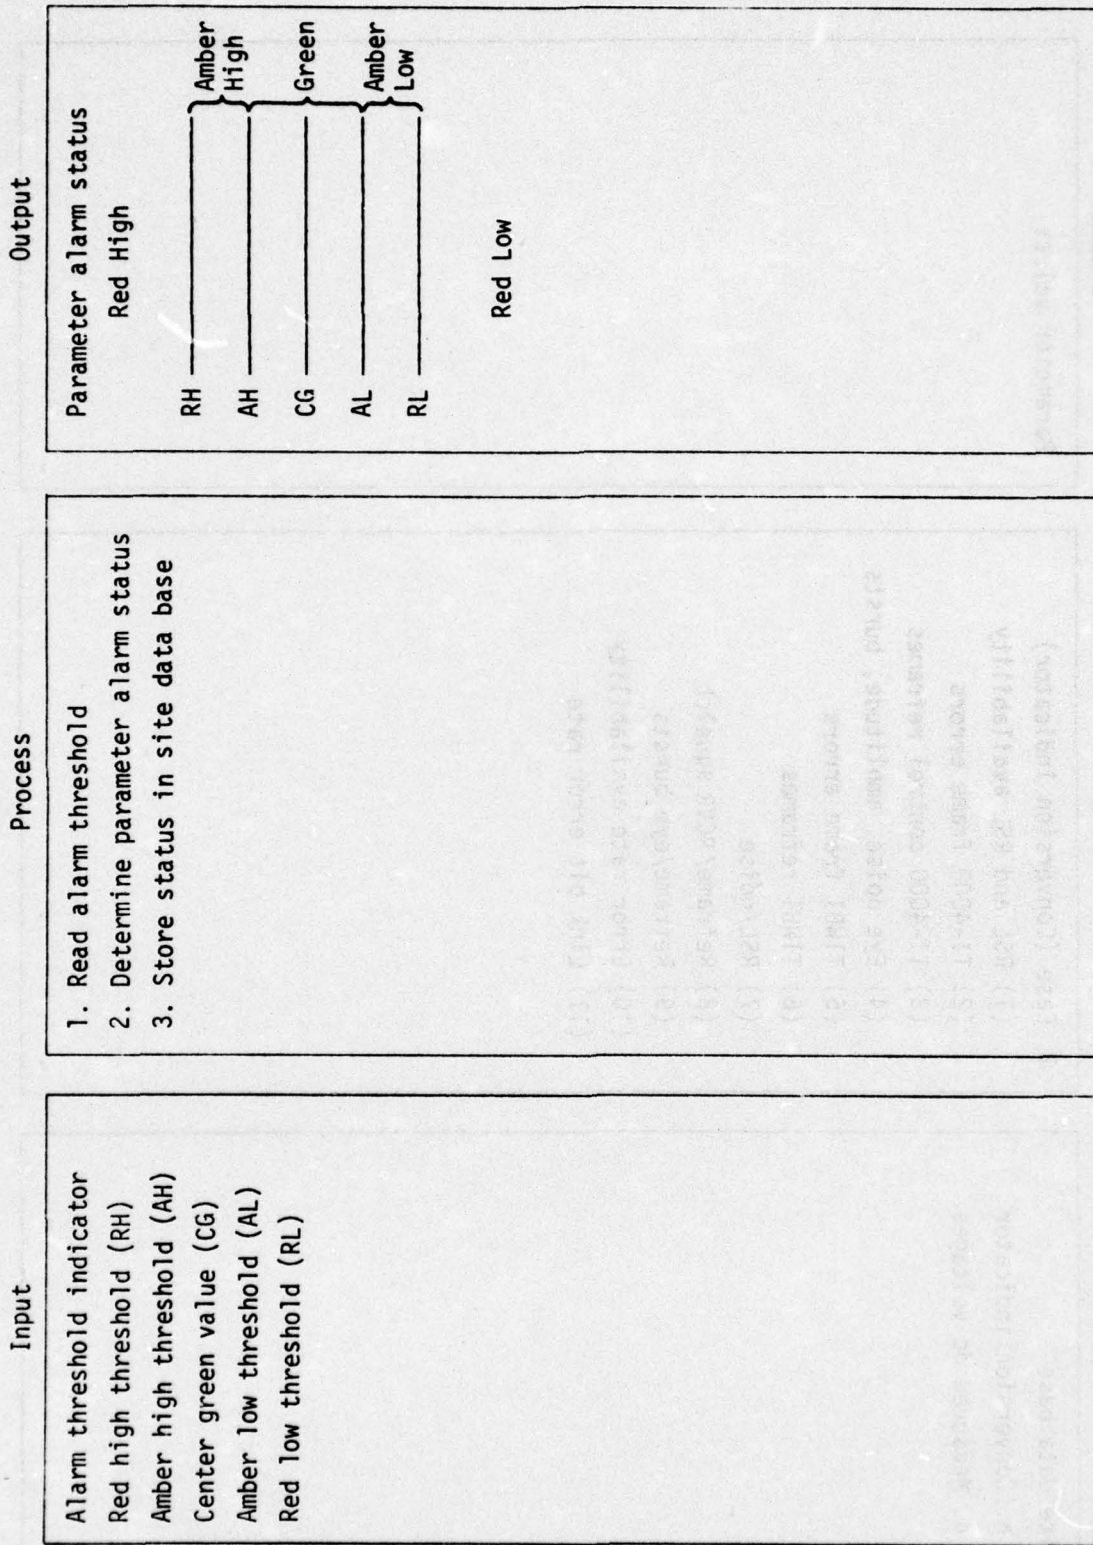 Input
Alarm threshold indicator
Red high threshold (RH)
Amber high threshold (AH)
Center green value (CG)
Amber low threshold (AL)
Red low threshold (RL)
Process
1. Read alarm threshold
2. Determine parameter alarm status
3. Store status in site data base
Output
Parameter alarm status
Red High
RH
Amber High
AH
CG
Green
AL
Amber Low
RL
Red Low